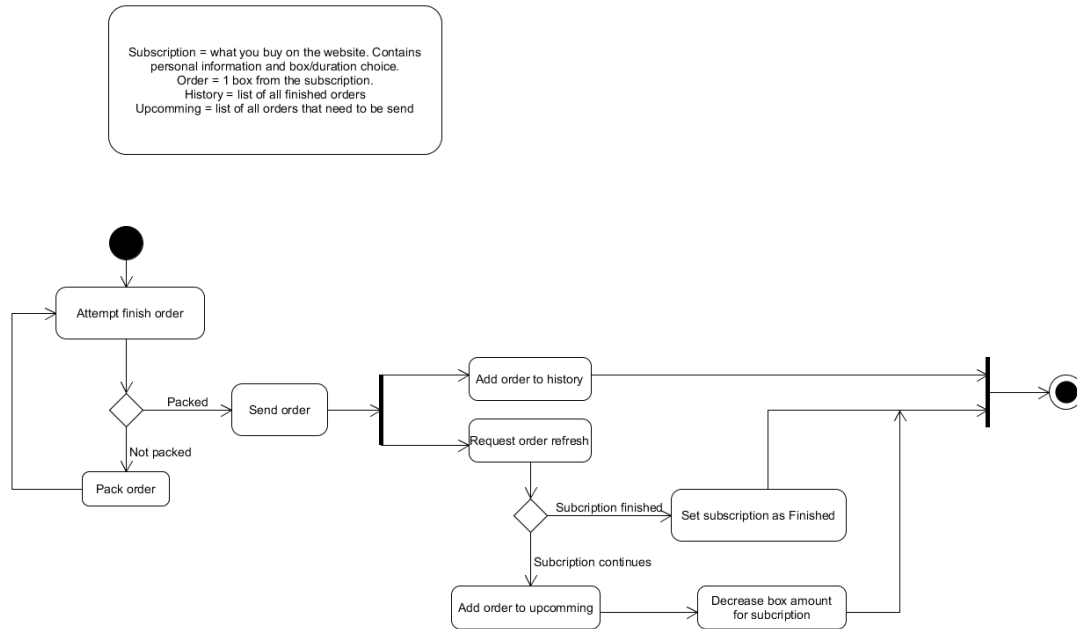 Subscription = what you buy on the website. Contains
personal information and box/duration choice.
Order = 1 box from the subscription.
History = list of all finished orders
Upcomming = list of all orders that need to be send
Attempt finish order
Packed
Send order
Not packed
Pack order
Add order to history
Request order refresh
Subcription finished
Set subscription as Finished
Subcription continues
Add order to upcomming
Decrease box amount
for subcription